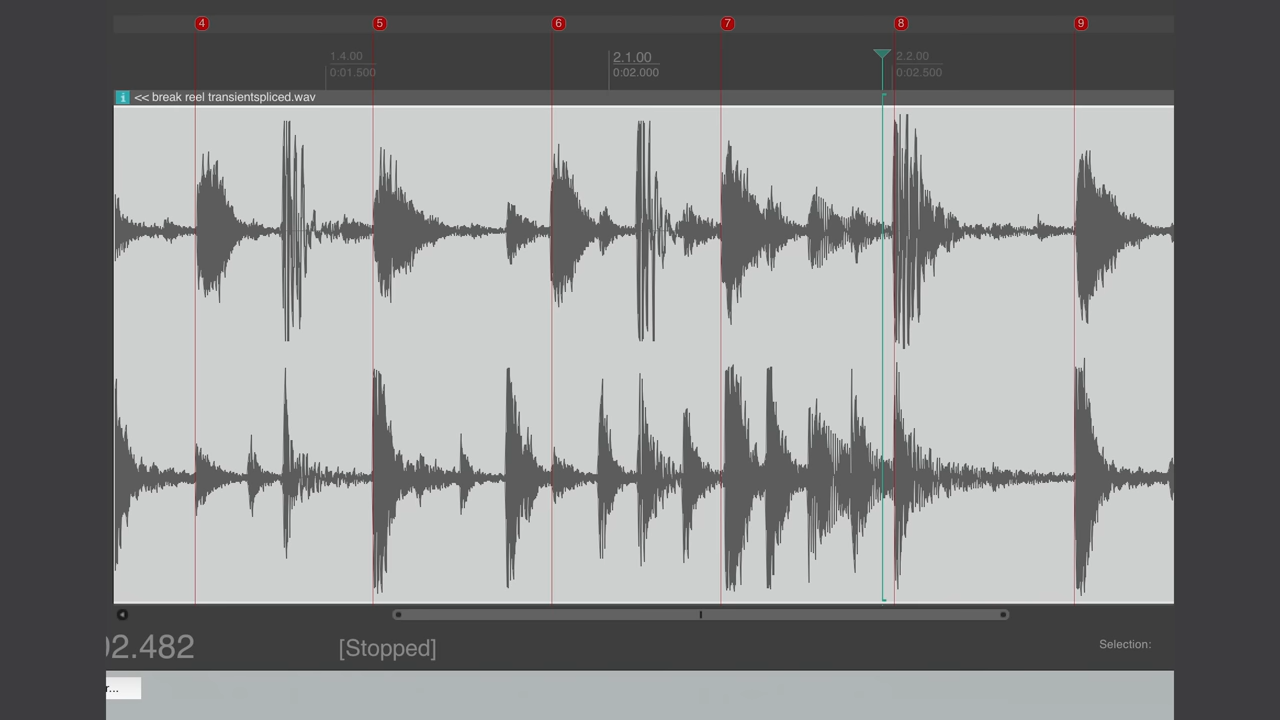 4 5 6 7 8 9
1.4.00 2.1.00 2.2.00
0:01.500 0:02.000 0:02.500
i << break reel transientspliced.wav
02.482 [Stopped] Selection:
r...